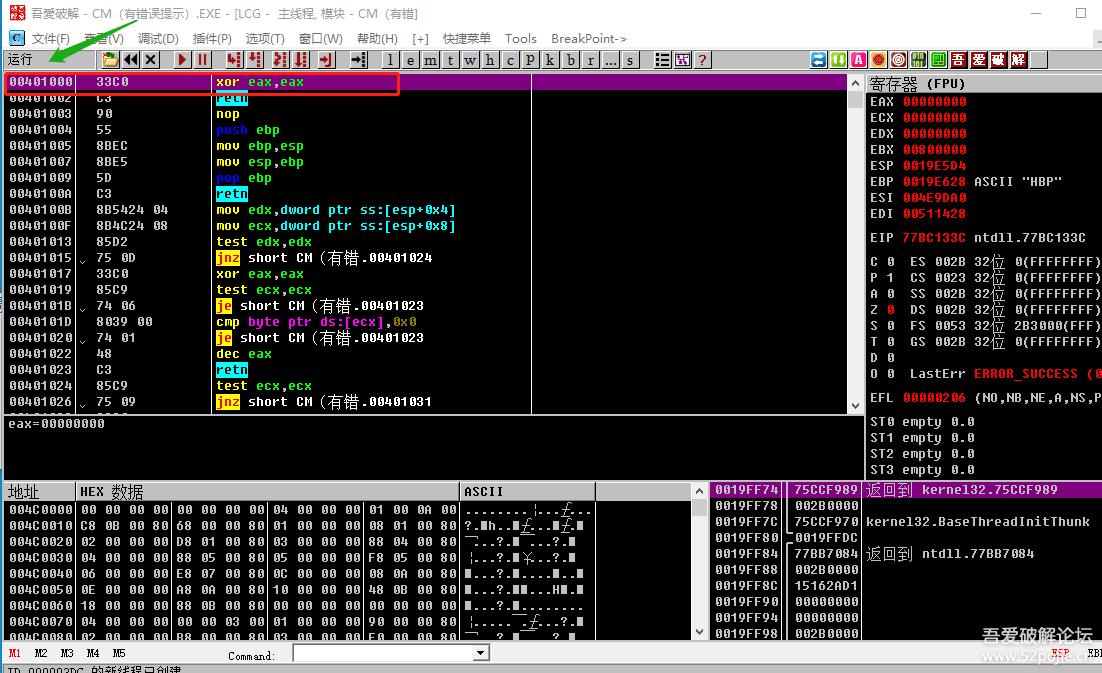 吾爱破解 - CM（有错误提示）.EXE - [LCG - 主线程, 模块 - CM（有错]
文件(F) 查看(V) 调试(D) 插件(P) 选项(T) 窗口(W) 帮助(H) [+] 快捷菜单 Tools BreakPoint->
运行 l e m t w h c p k b r ... s ? A 吾 爱 破 解
00401000 33C0 xor eax,eax
00401002 C3 retn
00401003 90 nop
00401004 55 push ebp
00401005 8BEC mov ebp,esp
00401007 8BE5 mov esp,ebp
00401009 5D pop ebp
0040100A C3 retn
0040100B 8B5424 04 mov edx,dword ptr ss:[esp+0x4]
0040100F 8B4C24 08 mov ecx,dword ptr ss:[esp+0x8]
00401013 85D2 test edx,edx
00401015 75 0D jnz short CM（有错.00401024
00401017 33C0 xor eax,eax
00401019 85C9 test ecx,ecx
0040101B 74 06 je short CM（有错.00401023
0040101D 8039 00 cmp byte ptr ds:[ecx],0x0
00401020 74 01 je short CM（有错.00401023
00401022 48 dec eax
00401023 C3 retn
00401024 85C9 test ecx,ecx
00401026 75 09 jnz short CM（有错.00401031
eax=00000000
寄存器 (FPU)
EAX 00000000
ECX 00000000
EDX 00000000
EBX 00800000
ESP 0019E5D4
EBP 0019E628 ASCII "HBP"
ESI 004E9DA0
EDI 00511428
EIP 77BC133C ntdll.77BC133C
C 0 ES 002B 32位 0(FFFFFFFF)
P 1 CS 0023 32位 0(FFFFFFFF)
A 0 SS 002B 32位 0(FFFFFFFF)
Z 0 DS 002B 32位 0(FFFFFFFF)
S 0 FS 0053 32位 2B3000(FFF)
T 0 GS 002B 32位 0(FFFFFFFF)
D 0
O 0 LastErr ERROR_SUCCESS (0
EFL 00000206 (NO,NB,NE,A,NS,P
ST0 empty 0.0
ST1 empty 0.0
ST2 empty 0.0
ST3 empty 0.0
地址 HEX 数据 ASCII
004C0000 00 00 00 00 00 00 00 00 04 00 00 00 01 00 0A 00
004C0010 C8 0B 00 80 68 00 00 80 01 00 00 00 08 01 00 80
004C0020 02 00 00 00 D8 01 00 80 03 00 00 00 88 04 00 80
004C0030 04 00 00 00 88 05 00 80 05 00 00 00 F8 05 00 80
004C0040 06 00 00 00 E8 07 00 80 0C 00 00 00 08 0A 00 80
004C0050 0E 00 00 00 A8 0A 00 80 10 00 00 00 48 0B 00 80
004C0060 18 00 00 00 88 0B 00 80 00 00 00 00 00 00 00 00
004C0070 04 00 00 00 00 00 03 00 01 00 00 00 90 00 00 80
004C0080 02 00 00 00 B8 00 00 80 03 00 00 00 E0 00 00 80
0019FF74 75CCF989 返回到 kernel32.75CCF989
0019FF78 002B0000
0019FF7C 75CCF970 kernel32.BaseThreadInitThunk
0019FF80 0019FFDC
0019FF84 77BB7084 返回到 ntdll.77BB7084
0019FF88 002B0000
0019FF8C 15162AD1
0019FF90 00000000
0019FF94 00000000
0019FF98 002B0000
M1 M2 M3 M4 M5 Command: ESP EBP
吾爱破解论坛
www.52pojie.cn
ID 000003DC 的新线程已创建